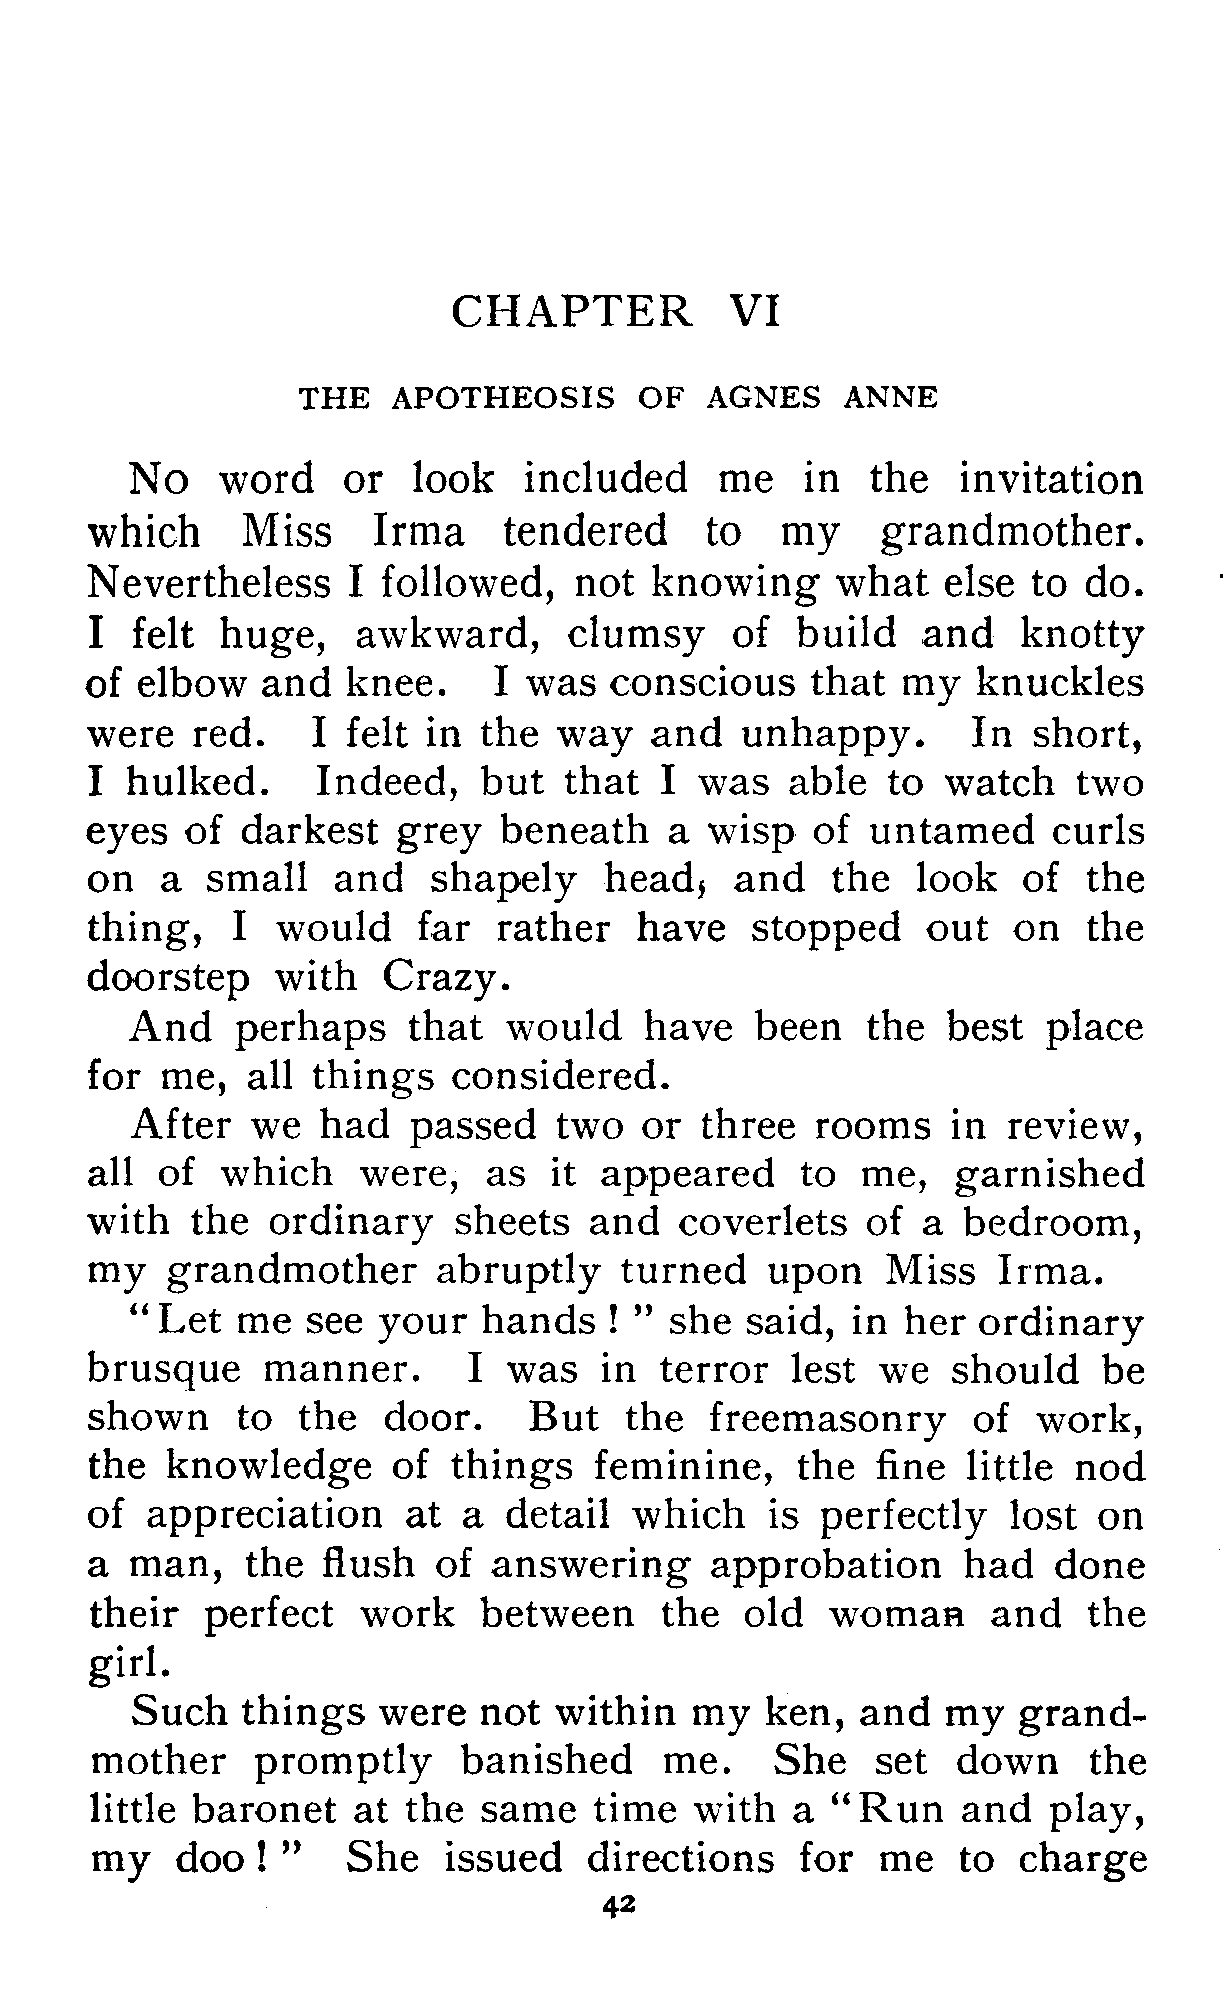 CHAPTER VI
THE APOTHEOSIS OF AGNES ANNE
No word or look included me in the invitation
which Miss Irma tendered to my grandmother.
Nevertheless I followed, not knowing what else to do.
I felt huge, awkward, clumsy of build and knotty
of elbow and knee. I was conscious that my knuckles
were red. I felt in the way and unhappy. In short,
I hulked. Indeed, but that I was able to watch two
eyes of darkest grey beneath a wisp of untamed curls
on a small and shapely head, and the look of the
thing, I would far rather have stopped out on the
doorstep with Crazy.
And perhaps that would have been the best place
for me, all things considered.
After we had passed two or three rooms in review,
all of which were, as it appeared to me, garnished
with the ordinary sheets and coverlets of a bedroom,
my grandmother abruptly turned upon Miss Irma.
“Let me see your hands!” she said, in her ordinary
brusque manner. I was in terror lest we should be
shown to the door. But the freemasonry of work,
the knowledge of things feminine, the fine little nod
of appreciation at a detail which is perfectly lost on
a man, the flush of answering approbation had done
their perfect work between the old woman and the
girl.
Such things were not within my ken, and my grand-
mother promptly banished me. She set down the
little baronet at the same time with a “Run and play,
my doo!” She issued directions for me to charge
42